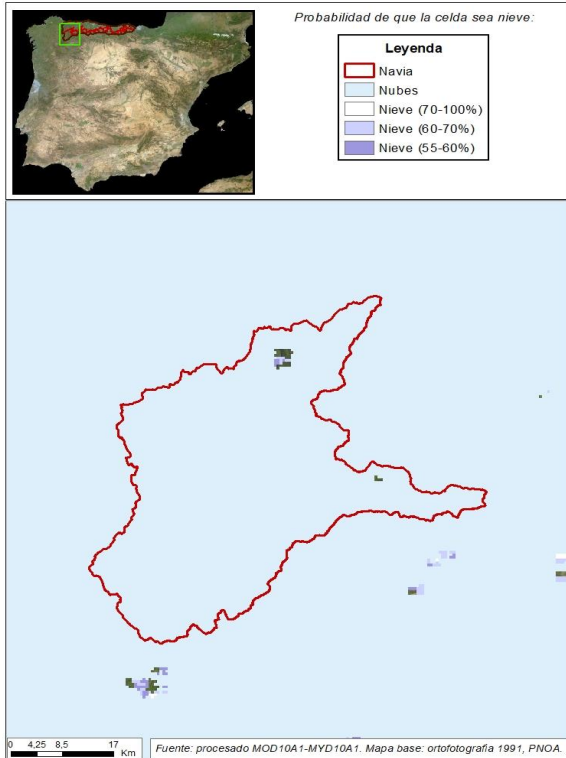 Probabilidad de que la celda sea nieve:
Leyenda
Navia
Nubes
Nieve (70-100%)
Nieve (60-70%)
Nieve (55-60%)
0 4,25 8,5 17
Km
Fuente: procesado MOD10A1-MYD10A1. Mapa base: ortofotografia 1991, PNOA.